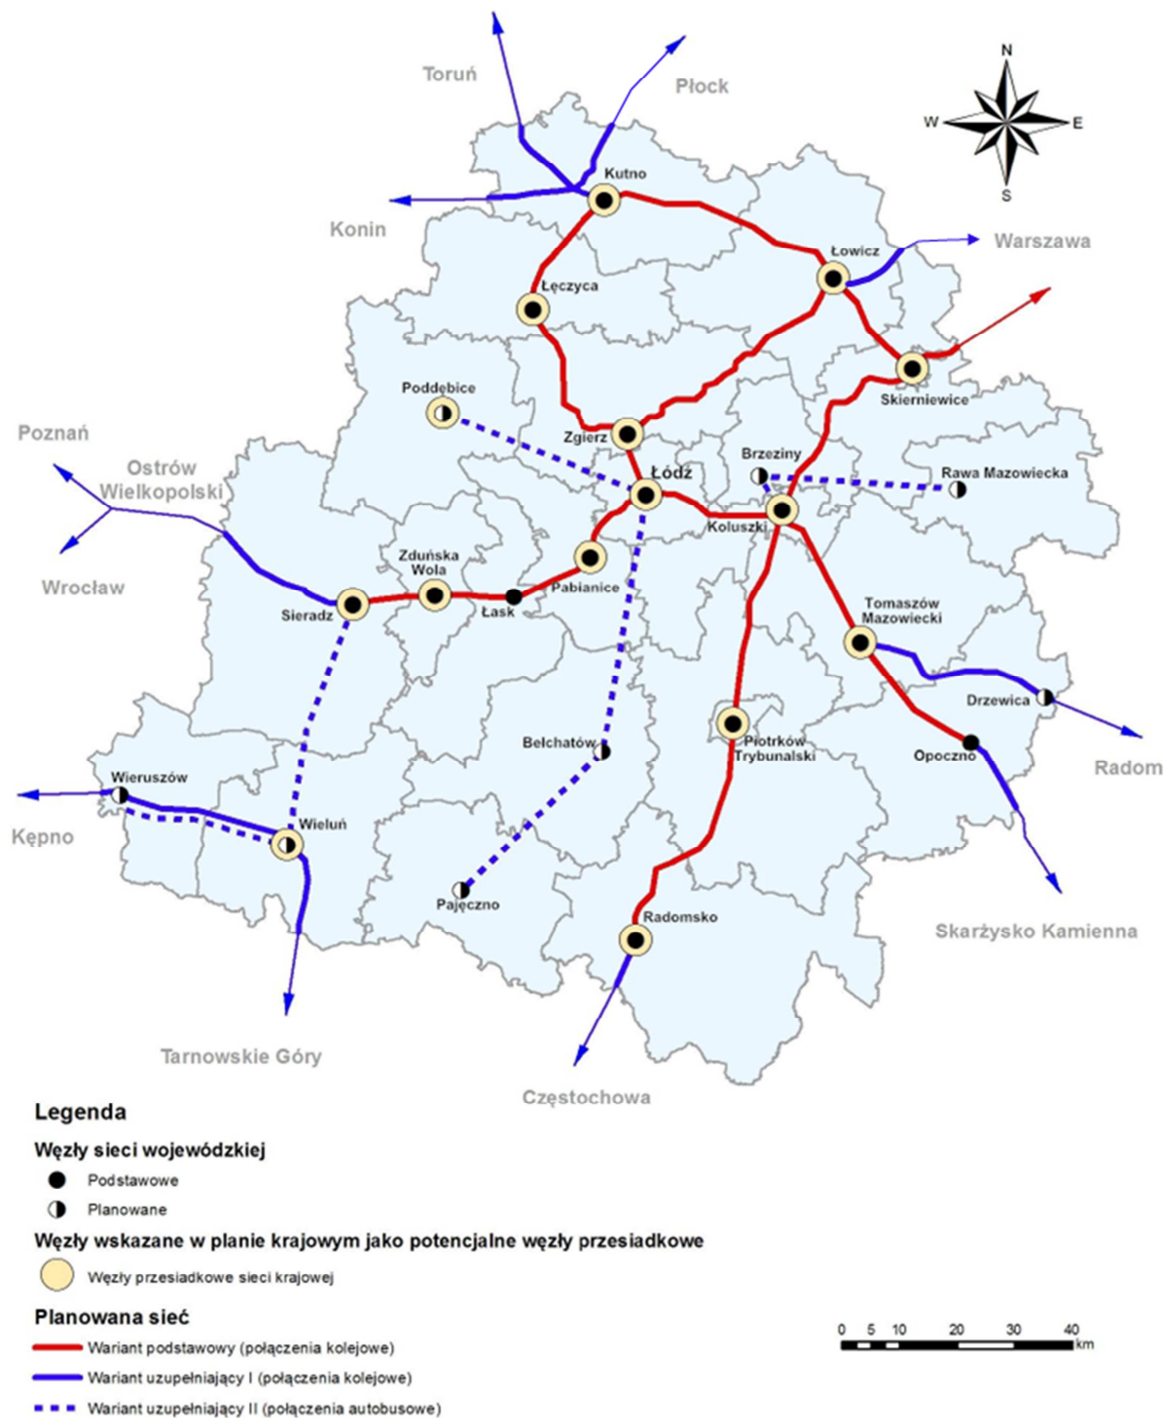 N
W
E
S
Toruń
Płock
Kutno
Konin
Łowicz
Warszawa
Łęczyca
Poddębice
Skierniewice
Zgierz
Poznań
Ostrów
Wielkopolski
Brzeziny
Rawa Mazowiecka
Łódź
Koluszki
Zduńska
Wola
Wrocław
Pabianice
Łask
Sieradz
Tomaszów
Mazowiecki
Drzewica
Bełchatów
Piotrków
Trybunalski
Opoczno
Radom
Wieruszów
Kępno
Wieluń
Pajęczno
Radomsko
Skarżysko Kamienna
Tarnowskie Góry
Częstochowa
Legenda
Węzły sieci wojewódzkiej
Podstawowe
Planowane
Węzły wskazane w planie krajowym jako potencjalne węzły przesiadkowe
Węzły przesiadkowe sieci krajowej
Planowana sieć
Wariant podstawowy (połączenia kolejowe)
Wariant uzupełniający I (połączenia kolejowe)
Wariant uzupełniający II (połączenia autobusowe)
0 5 10 20 30 40
km